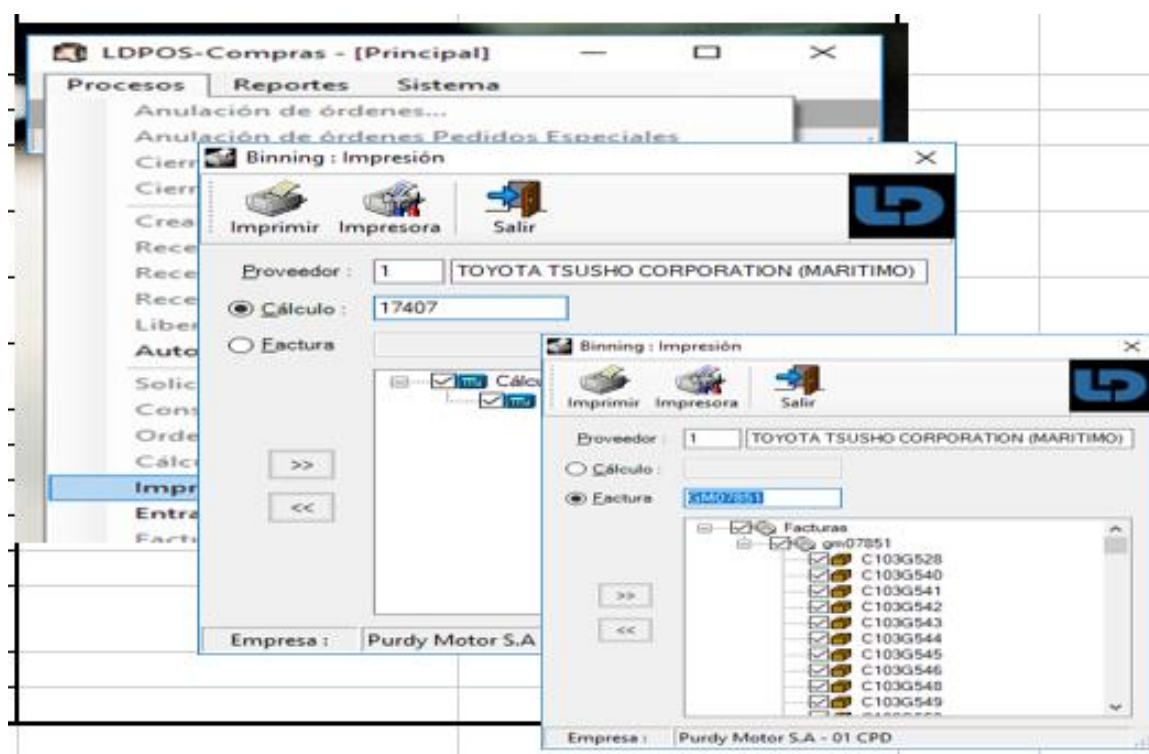 LDPOS-Compras - [Principal]
Procesos Reportes Sistema
Anulación de órdenes...
Anulación de órdenes Pedidos Especiales
Cierr
Cierr
Crea
Rece
Rece
Rece
Liber
Auto
Solic
Cons
Orde
Cálcu
Impr
Entra
Factu
Binning : Impresión
Imprimir Impresora Salir
LD
Proveedor : 1 TOYOTA TSUSHO CORPORATION (MARITIMO)
Cálculo : 17407
Factura
Cálcu
>>
<<
Empresa : Purdy Motor S.A
Binning : Impresión
Imprimir Impresora Salir
LD
Proveedor : 1 TOYOTA TSUSHO CORPORATION (MARITIMO)
Cálculo :
Factura GM07851
Facturas
gm07851
C103G528
C103G540
C103G541
C103G542
C103G543
C103G544
C103G545
C103G546
C103G548
C103G549
>>
<<
Empresa : Purdy Motor S.A - 01 CPD